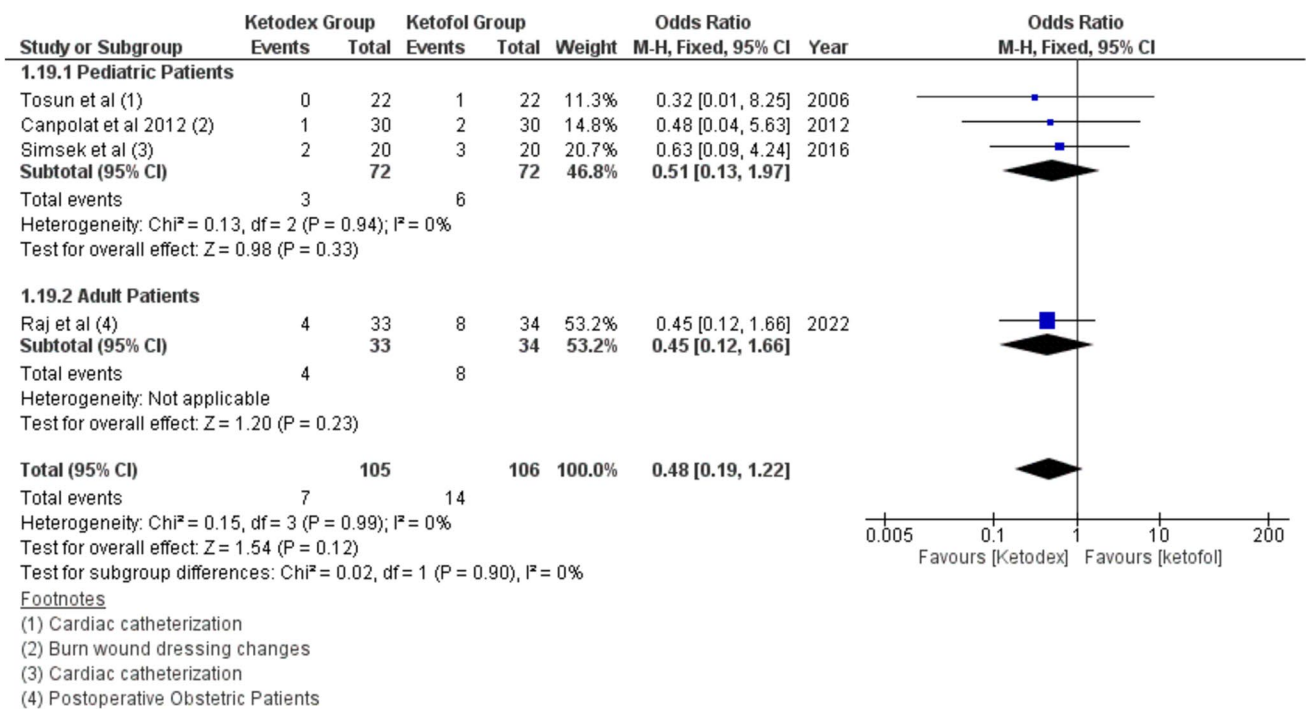 Ketodex Group Ketofol Group Odds Ratio Odds Ratio
Study or Subgroup Events Total Events Total Weight M-H, Fixed, 95% CI Year M-H, Fixed, 95% CI
1.19.1 Pediatric Patients
Tosun et al (1) 0 22 1 22 11.3% 0.32 [0.01, 8.25] 2006
Canpolat et al 2012 (2) 1 30 2 30 14.8% 0.48 [0.04, 5.63] 2012
Simsek et al (3) 2 20 3 20 20.7% 0.63 [0.09, 4.24] 2016
Subtotal (95% CI) 72 72 46.8% 0.51 [0.13, 1.97]
Total events 3 6
Heterogeneity: Chi² = 0.13, df = 2 (P = 0.94); I² = 0%
Test for overall effect: Z = 0.98 (P = 0.33)
1.19.2 Adult Patients
Raj et al (4) 4 33 8 34 53.2% 0.45 [0.12, 1.66] 2022
Subtotal (95% CI) 33 34 53.2% 0.45 [0.12, 1.66]
Total events 4 8
Heterogeneity: Not applicable
Test for overall effect: Z = 1.20 (P = 0.23)
Total (95% CI) 105 106 100.0% 0.48 [0.19, 1.22]
Total events 7 14
Heterogeneity: Chi² = 0.15, df = 3 (P = 0.99); I² = 0%
Test for overall effect: Z = 1.54 (P = 0.12)
Test for subgroup differences: Chi² = 0.02, df = 1 (P = 0.90), I² = 0%
0.005 0.1 1 10 200
Favours [Ketodex] Favours [ketofol]
Footnotes
(1) Cardiac catheterization
(2) Burn wound dressing changes
(3) Cardiac catheterization
(4) Postoperative Obstetric Patients